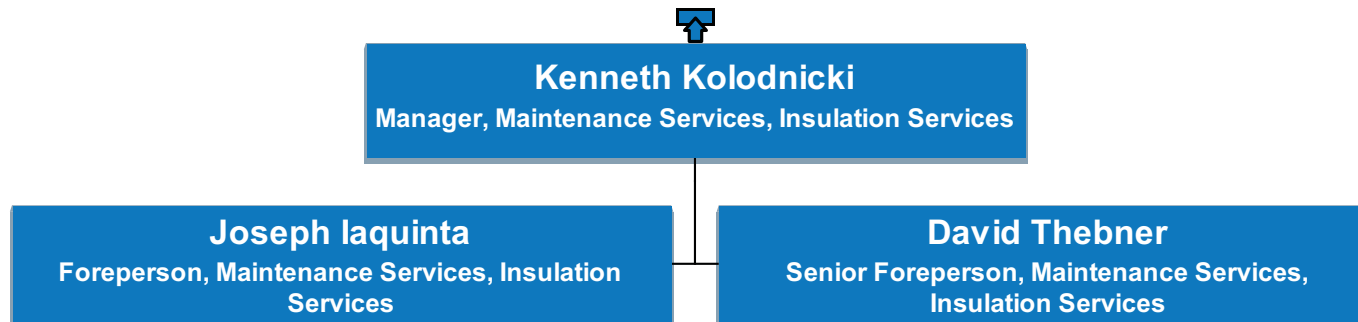 Kenneth Kolodnicki
Manager, Maintenance Services, Insulation Services
Joseph Iaquinta
Foreperson, Maintenance Services, Insulation
Services
David Thebner
Senior Foreperson, Maintenance Services,
Insulation Services